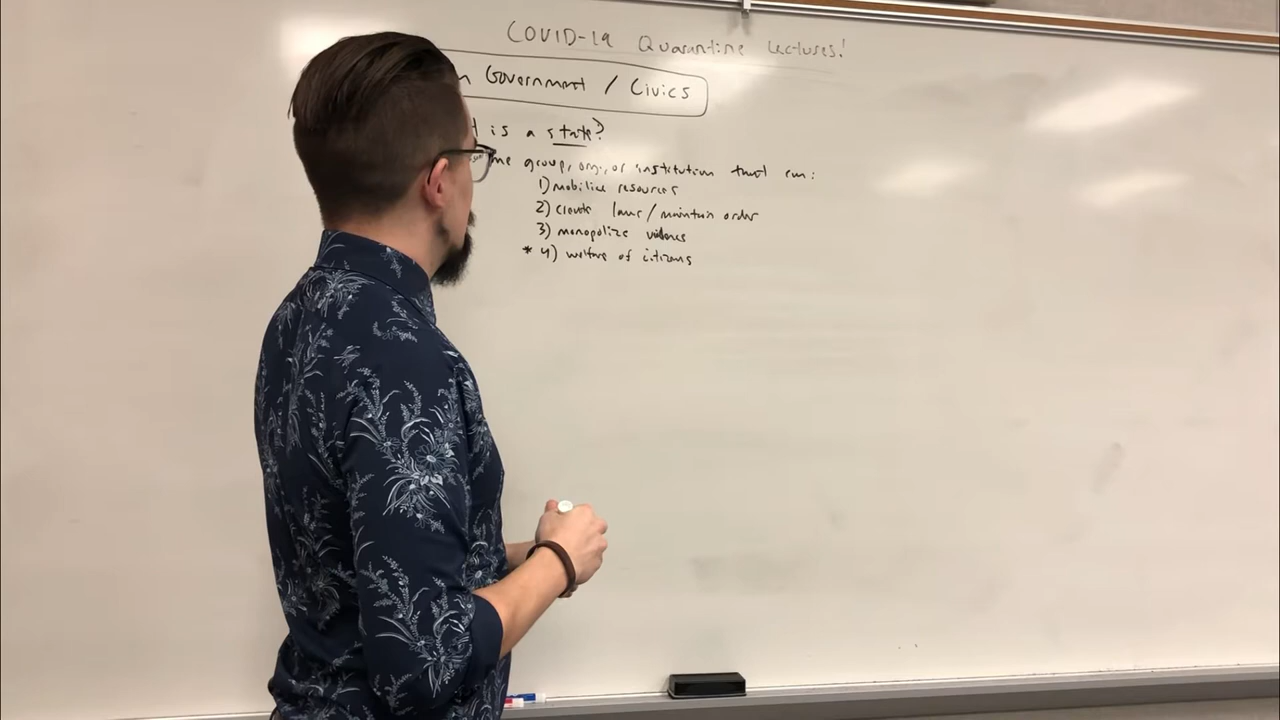 COVID-19 Quarantine Lectures!
n Government / Civics
is a state?
me group, org., or institution that can:
1) mobilize resources
2) create laws/maintain order
3) monopolize violence
* 4) welfare of citizens